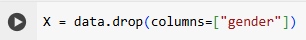 X = data.drop(columns=["gender"])